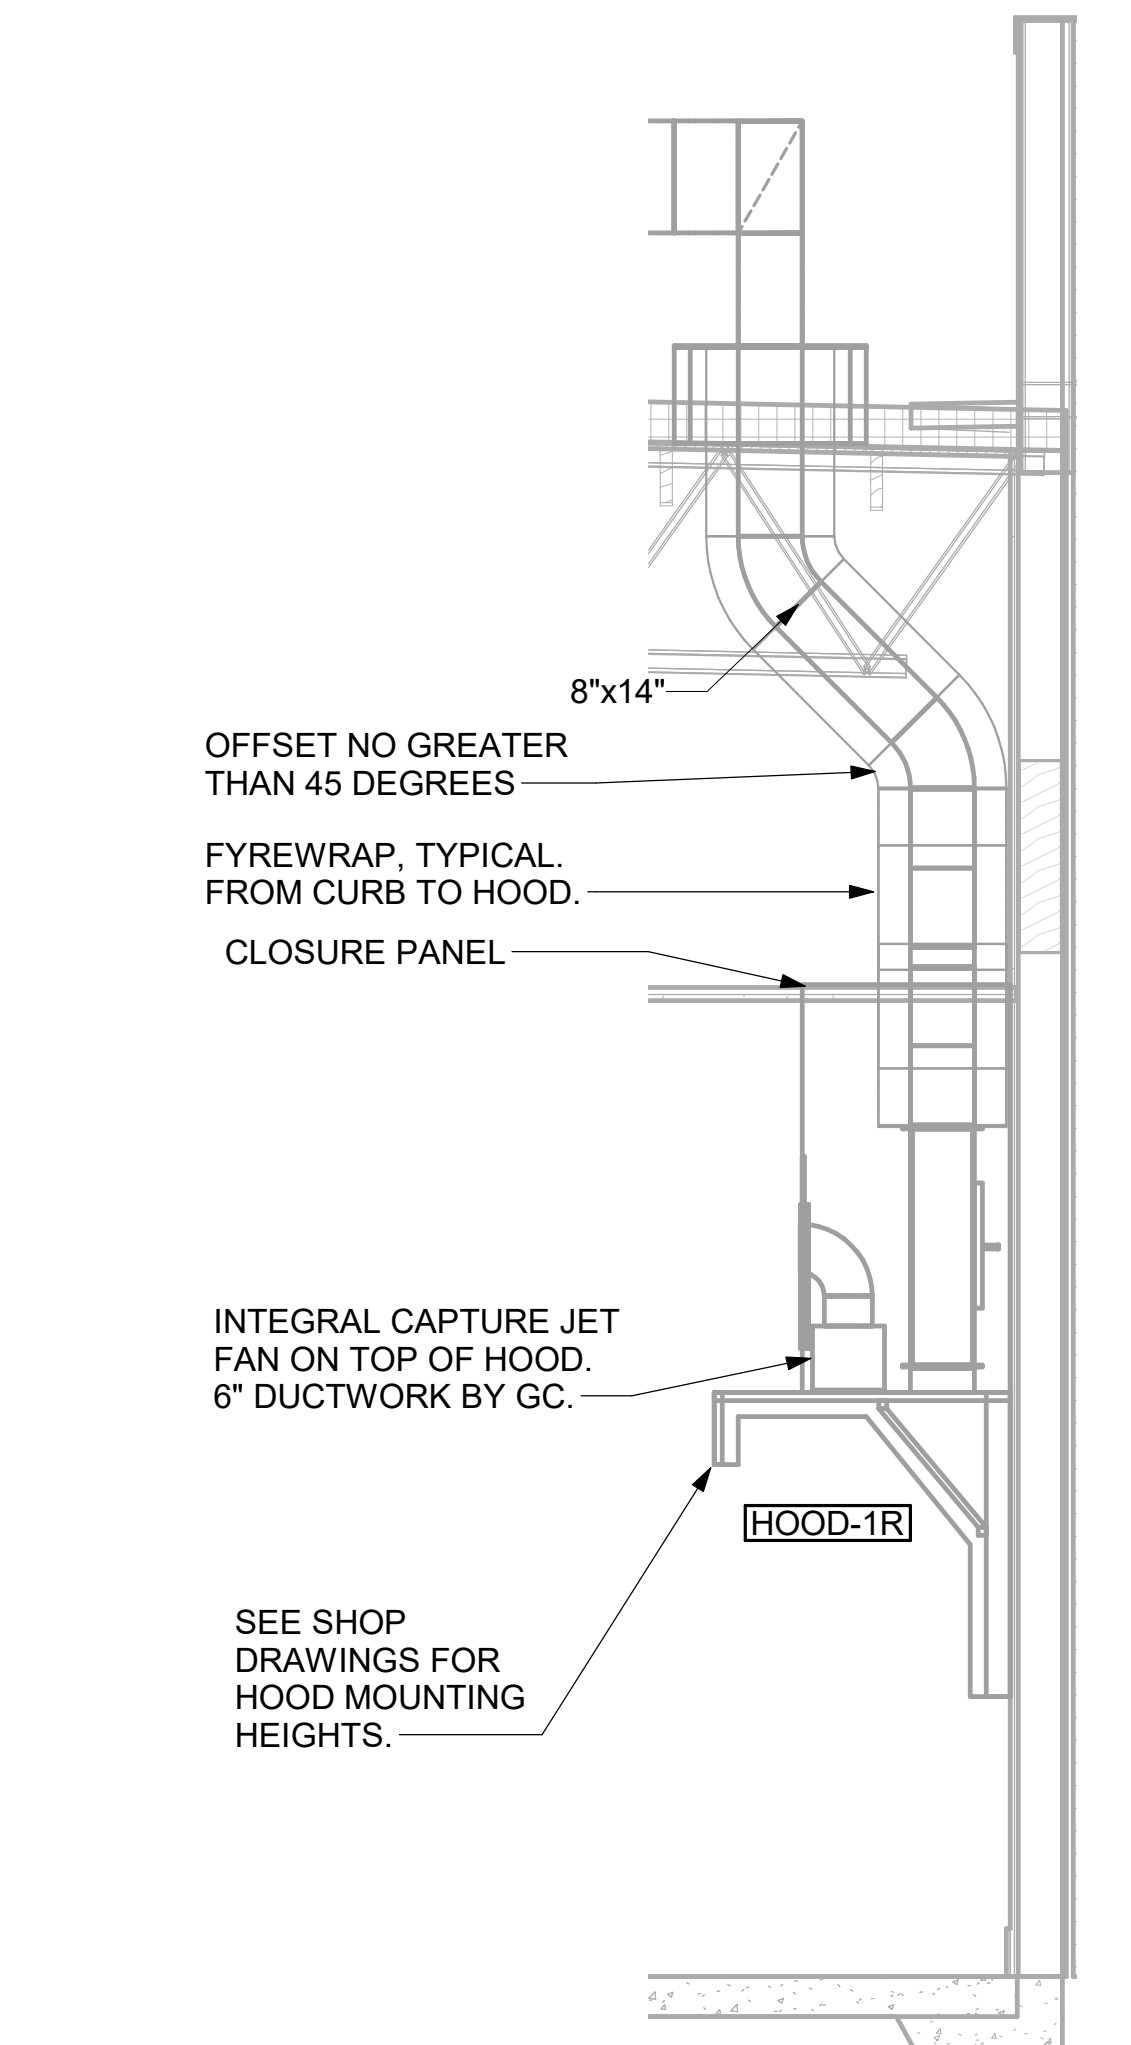 8"x14"
OFFSET NO GREATER
THAN 45 DEGREES
FYREWRAP, TYPICAL.
FROM CURB TO HOOD.
CLOSURE PANEL
INTEGRAL CAPTURE JET
FAN ON TOP OF HOOD.
6" DUCTWORK BY GC.
HOOD-1R
SEE SHOP
DRAWINGS FOR
HOOD MOUNTING
HEIGHTS.